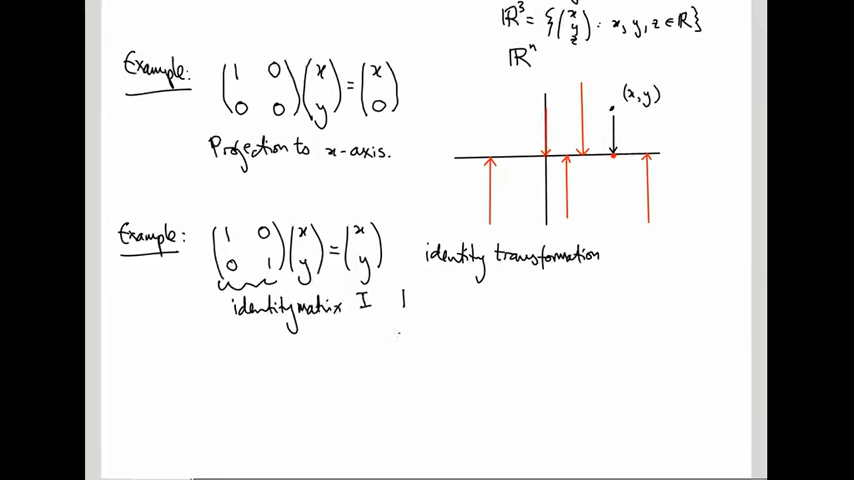 ℝ³ = {(x y z) : x, y, z ∈ ℝ}
ℝⁿ
Example: (1 0 0 0)(x y) = (x 0)
(x, y)
Projection to x-axis.
Example: (1 0 0 1)(x y) = (x y) identity transformation
identity matrix I